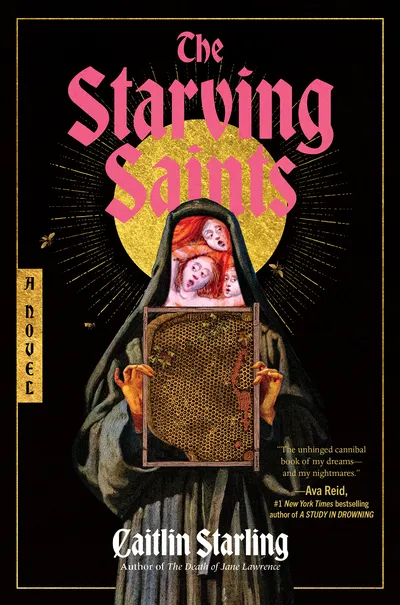 The
Starving
Saints
A NOVEL
“The unhinged cannibal
book of my dreams—
and my nightmares.”
—Ava Reid,
#1 New York Times bestselling
author of A STUDY IN DROWNING
Caitlin Starling
Author of The Death of Jane Lawrence